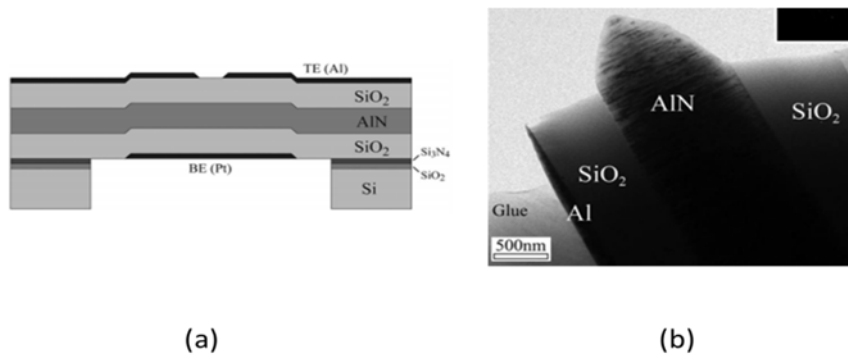 TE (Al)
SiO2
AlN
SiO2
Si3N4
BE (Pt)
SiO2
Si
AlN
SiO2
SiO2
Al
Glue
500nm
(a)
(b)